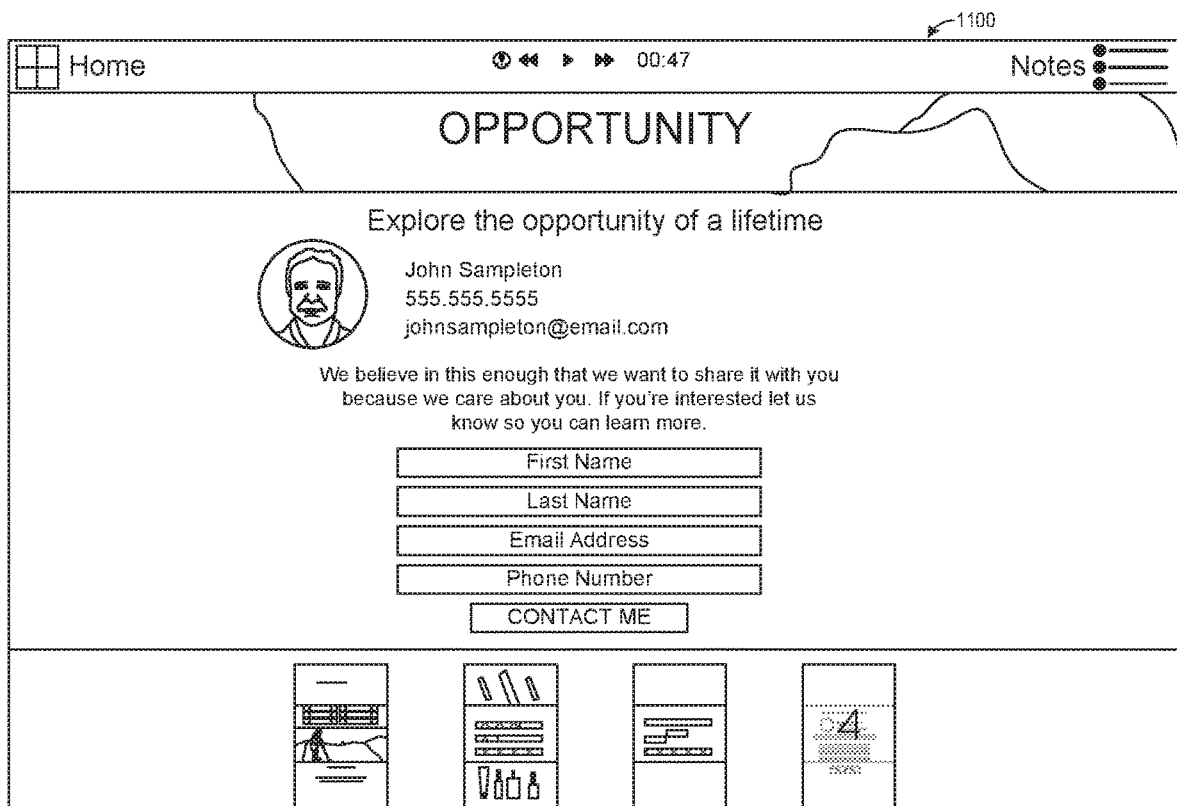 1100
Home
00:47
Notes
OPPORTUNITY
Explore the opportunity of a lifetime
John Sampleton
555.555.5555
johnsampleton@email.com
We believe in this enough that we want to share it with you
because we care about you. If you're interested let us
know so you can learn more.
First Name
Last Name
Email Address
Phone Number
CONTACT ME
4